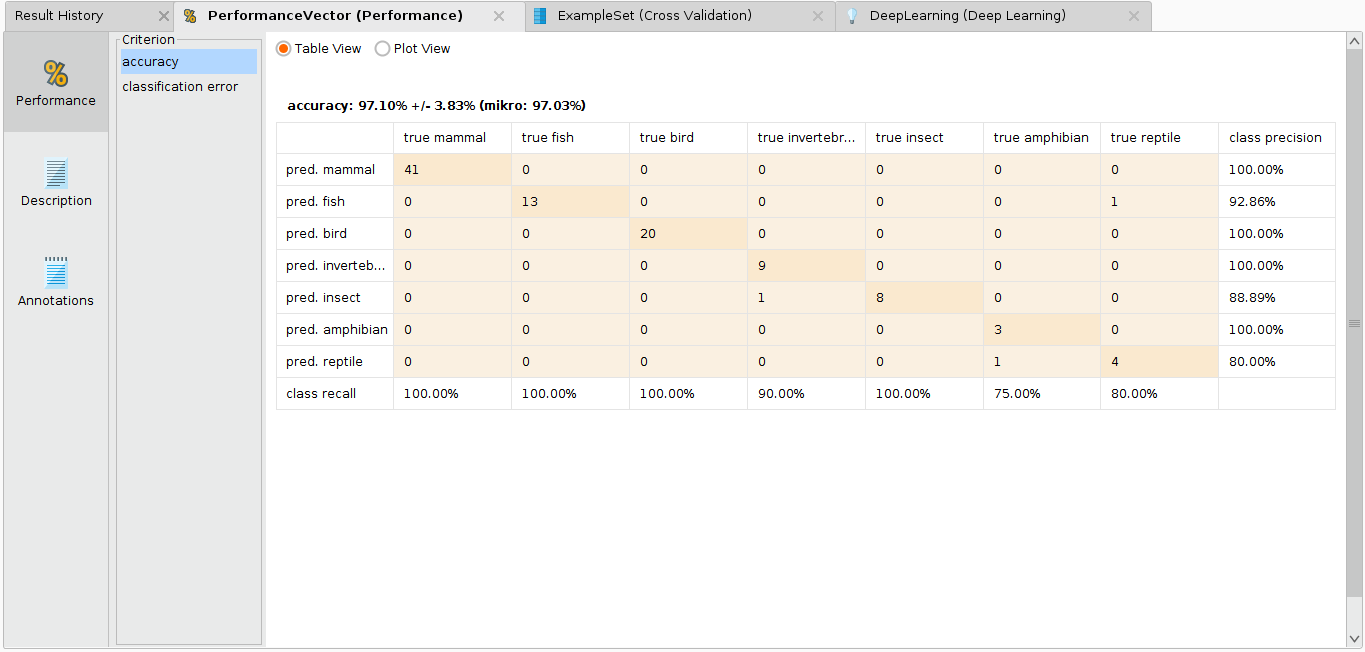 Result History
PerformanceVector (Performance)
ExampleSet (Cross Validation)
DeepLearning (Deep Learning)
%
Performance
Description
Annotations
Criterion
accuracy
classification error
Table View Plot View
accuracy: 97.10% +/- 3.83% (mikro: 97.03%)
true mammal true fish true bird true invertebr... true insect true amphibian true reptile class precision
pred. mammal 41 0 0 0 0 0 0 100.00%
pred. fish 0 13 0 0 0 0 1 92.86%
pred. bird 0 0 20 0 0 0 0 100.00%
pred. inverteb... 0 0 0 9 0 0 0 100.00%
pred. insect 0 0 0 1 8 0 0 88.89%
pred. amphibian 0 0 0 0 0 3 0 100.00%
pred. reptile 0 0 0 0 0 1 4 80.00%
class recall 100.00% 100.00% 100.00% 90.00% 100.00% 75.00% 80.00%